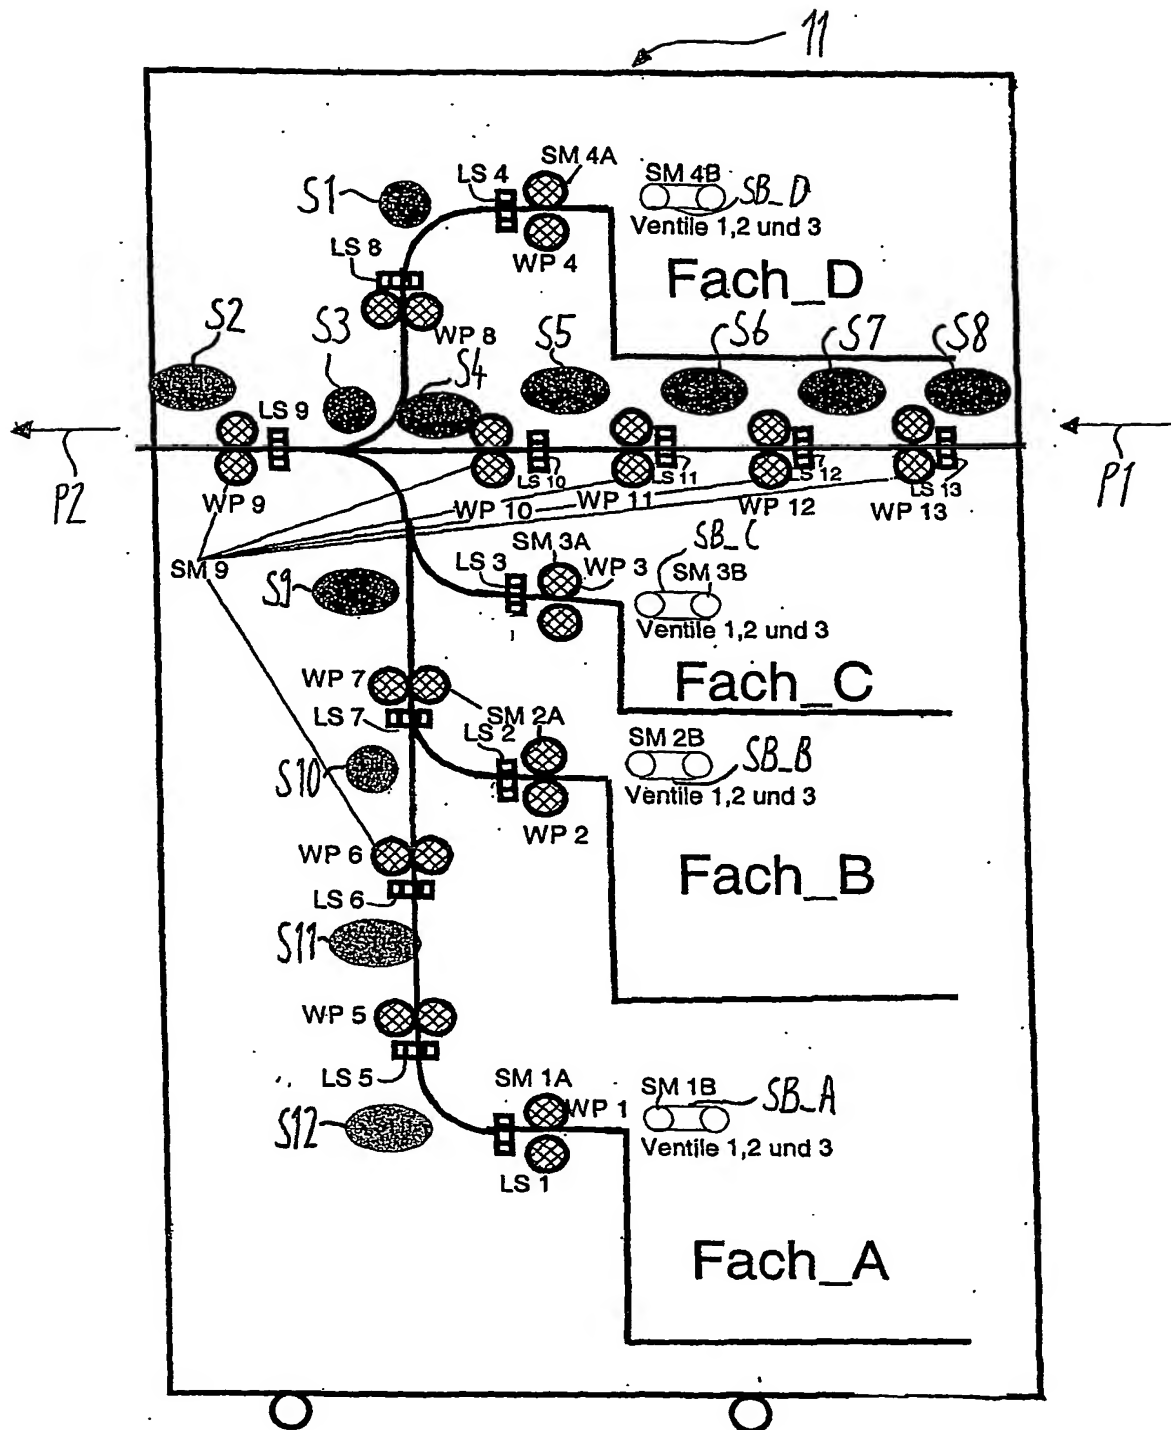 11
SM 4A
LS 4
SM 4B
SB_D
S1
Ventile 1,2 und 3
LS 8
WP 4
Fach_D
S2
S3
WP 8
S4
S5
S6
S7
S8
LS 9
P2
WP 9
LS 10
LS 11
LS 12
LS 13
P1
WP 10
WP 11
WP 12
WP 13
SM 9
SM 3A
SB_C
LS 3
WP 3
SM 3B
S9
Ventile 1,2 und 3
WP 7
Fach_C
LS 7
SM 2A
LS 2
SM 2B
SB_B
S10
Ventile 1,2 und 3
WP 2
WP 6
Fach_B
LS 6
S11
WP 5
LS 5
SM 1A
WP 1
SM 1B
SB_A
S12
Ventile 1,2 und 3
LS 1
Fach_A